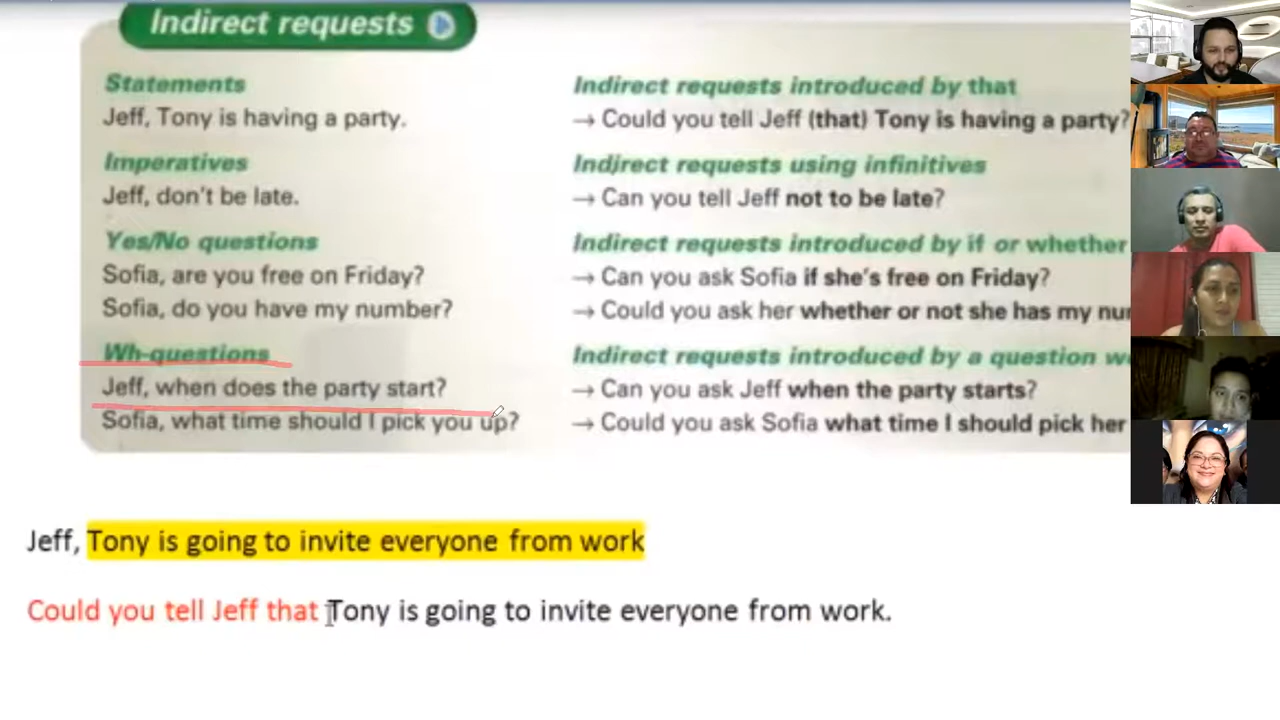 Indirect requests
Statements
Jeff, Tony is having a party.
Imperatives
Jeff, don't be late.
Yes/No questions
Sofia, are you free on Friday?
Sofia, do you have my number?
Wh-questions
Jeff, when does the party start?
Sofia, what time should I pick you up?
Indirect requests introduced by that
→ Could you tell Jeff (that) Tony is having a party?
Indirect requests using infinitives
→ Can you tell Jeff not to be late?
Indirect requests introduced by if or whether
→ Can you ask Sofia if she's free on Friday?
→ Could you ask her whether or not she has my
Indirect requests introduced by a question
→ Can you ask Jeff when the party starts?
→ Could you ask Sofia what time I should pick her
Jeff, Tony is going to invite everyone from work
Could you tell Jeff that Tony is going to invite everyone from work.